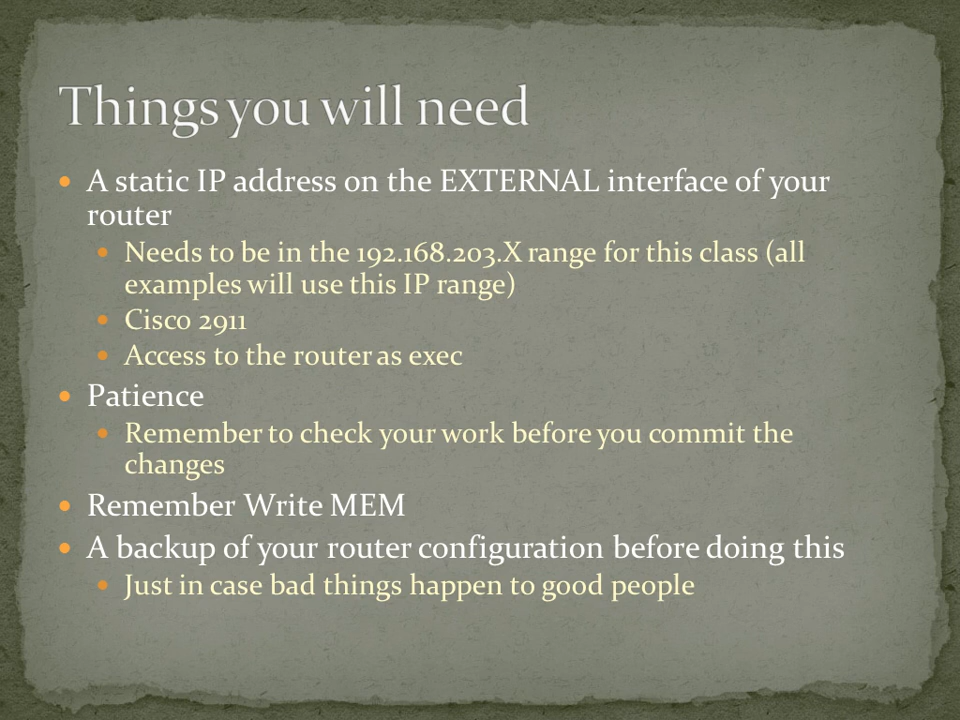 Things you will need
A static IP address on the EXTERNAL interface of your
router
Needs to be in the 192.168.203.X range for this class (all
examples will use this IP range)
Cisco 2911
Access to the router as exec
Patience
Remember to check your work before you commit the
changes
Remember Write MEM
A backup of your router configuration before doing this
Just in case bad things happen to good people